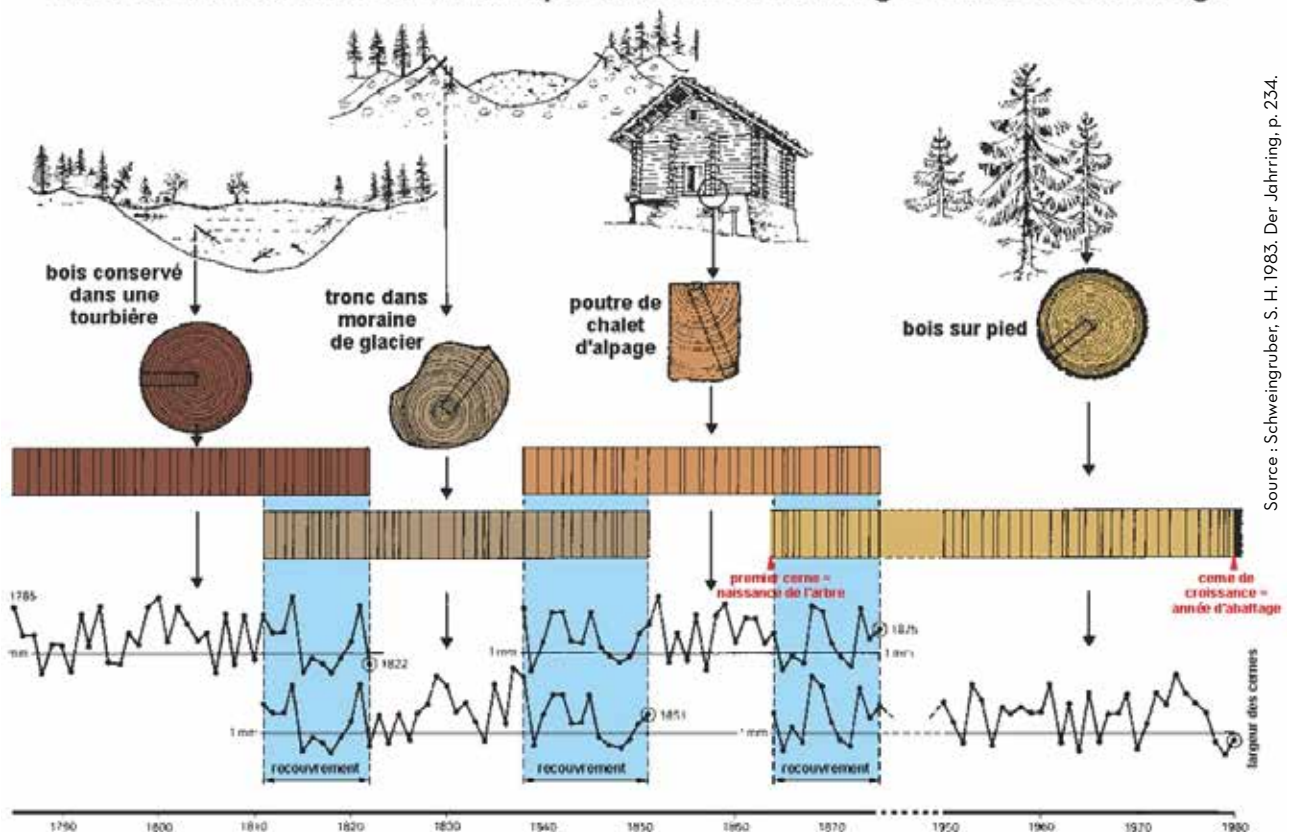 bois conservé
dans une
tourbière
tronc dans
moraine
de glacier
poutre de
chalet
d'alpage
bois sur pied
Source : Schweingruber, S. H. 1983. Der Jahrring, p. 234.
premier cerne =
naissance de l'arbre
cerne de
croissance =
année d'abattage
1785
1822
1 mm
1851
1 mm
1875
1 mm
1 mm
recouvrement
recouvrement
recouvrement
largeur des cernes
1790 1800 1810 1820 1830 1840 1850 1860 1870 1950 1960 1970 1980